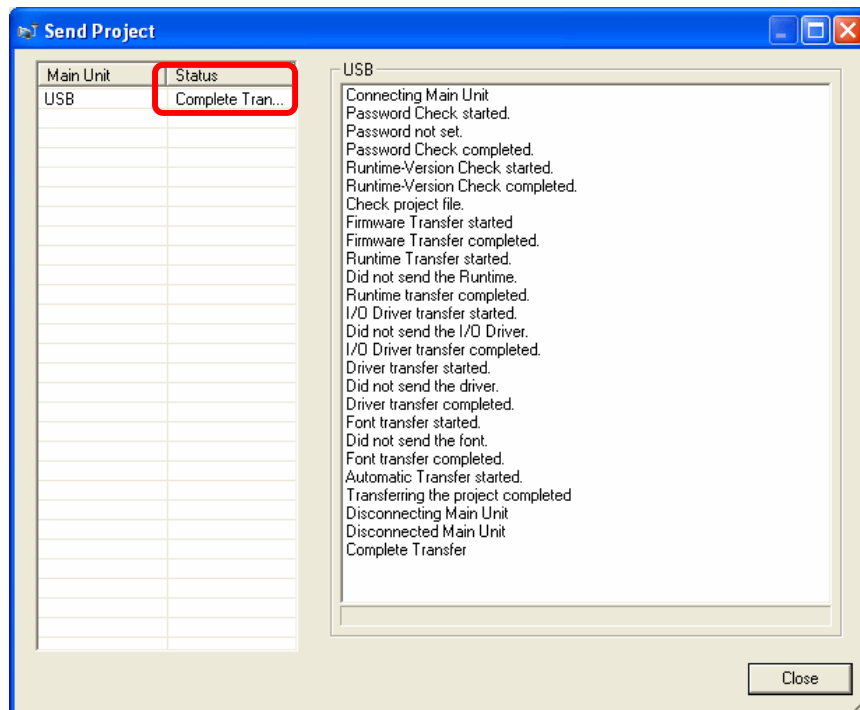 Send Project
Main Unit Status
USB Complete Tran...
USB
Connecting Main Unit
Password Check started.
Password not set.
Password Check completed.
Runtime-Version Check started.
Runtime-Version Check completed.
Check project file.
Firmware Transfer started
Firmware Transfer completed.
Runtime Transfer started.
Did not send the Runtime.
Runtime transfer completed.
I/O Driver transfer started.
Did not send the I/O Driver.
I/O Driver transfer completed.
Driver transfer started.
Did not send the driver.
Driver transfer completed.
Font transfer started.
Did not send the font.
Font transfer completed.
Automatic Transfer started.
Transferring the project completed
Disconnecting Main Unit
Disconnected Main Unit
Complete Transfer
Close